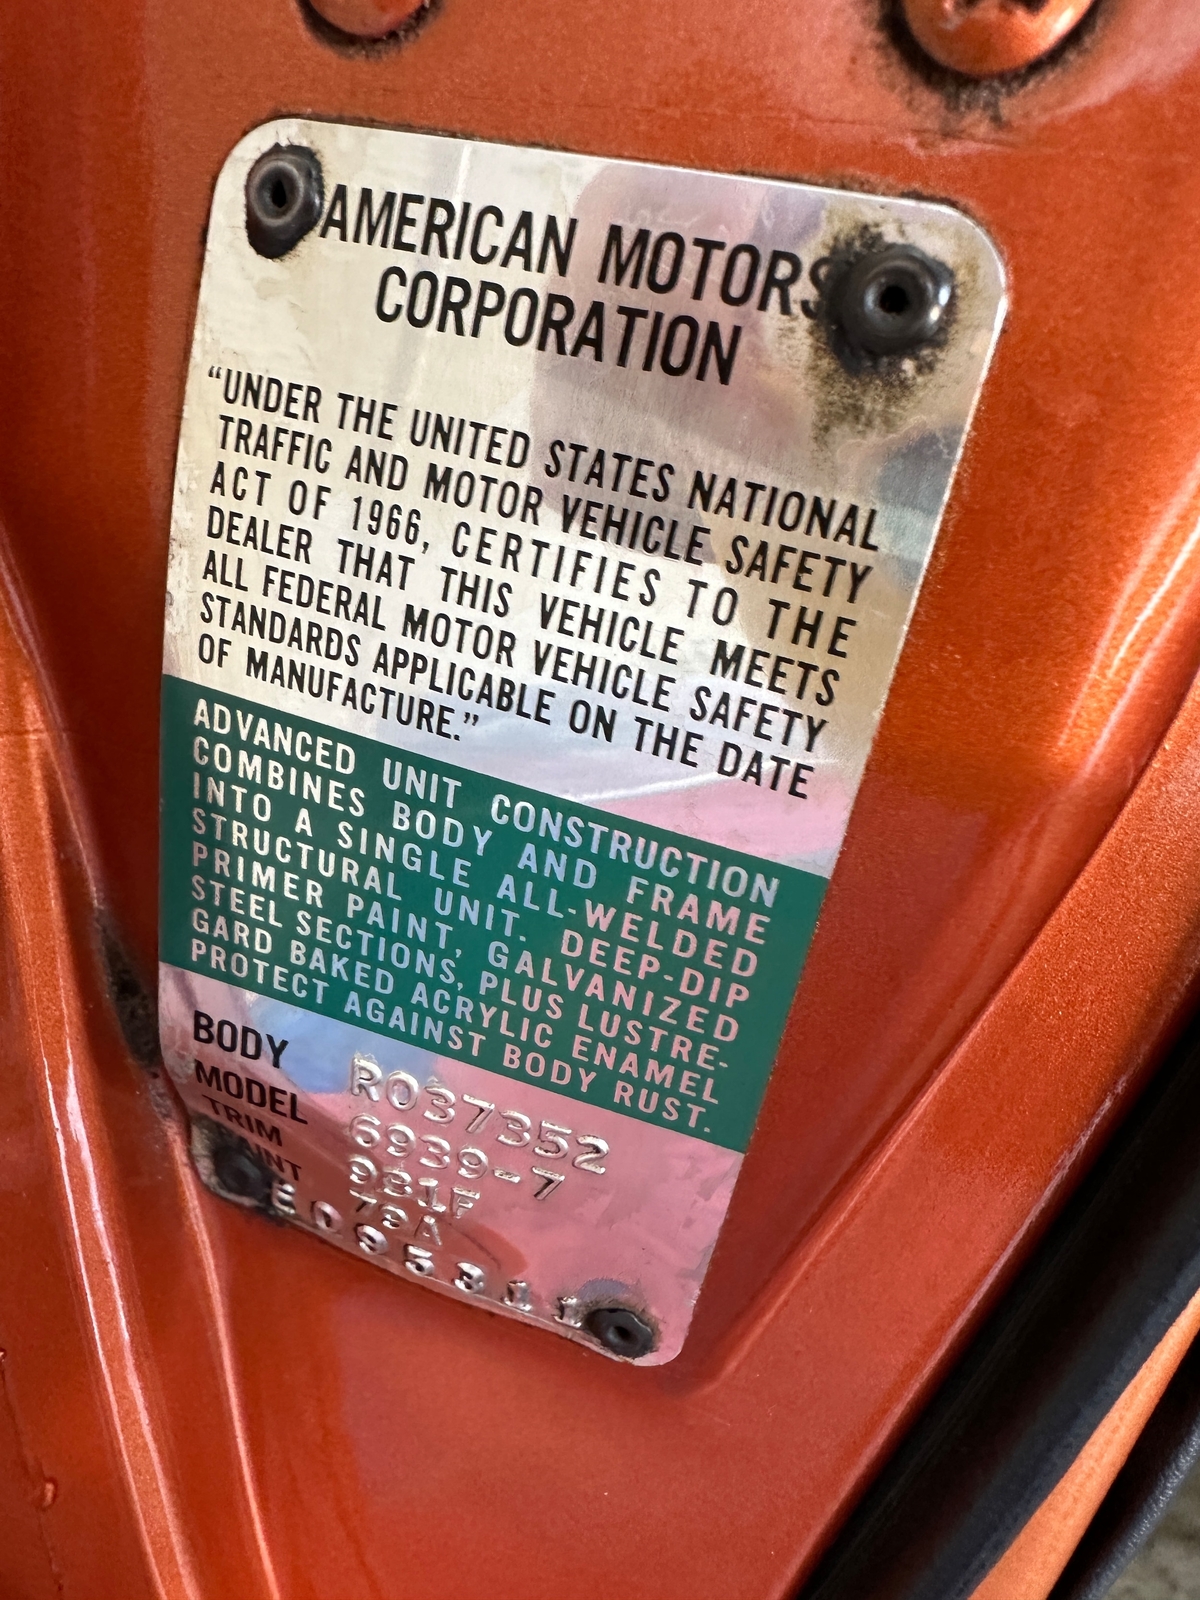 AMERICAN MOTORS
CORPORATION
“UNDER THE UNITED STATES NATIONAL
TRAFFIC AND MOTOR VEHICLE SAFETY
ACT OF 1966, CERTIFIES TO THE
DEALER THAT THIS VEHICLE MEETS
ALL FEDERAL MOTOR VEHICLE SAFETY
STANDARDS APPLICABLE ON THE DATE
OF MANUFACTURE.”
ADVANCED UNIT CONSTRUCTION
COMBINES BODY AND FRAME
INTO A SINGLE ALL-WELDED
STRUCTURAL UNIT. DEEP-DIP
PRIMER PAINT, GALVANIZED
STEEL SECTIONS, PLUS LUSTRE-
GARD BAKED ACRYLIC ENAMEL
PROTECT AGAINST BODY RUST.
BODY RO37352
MODEL 6939-7
TRIM 931F